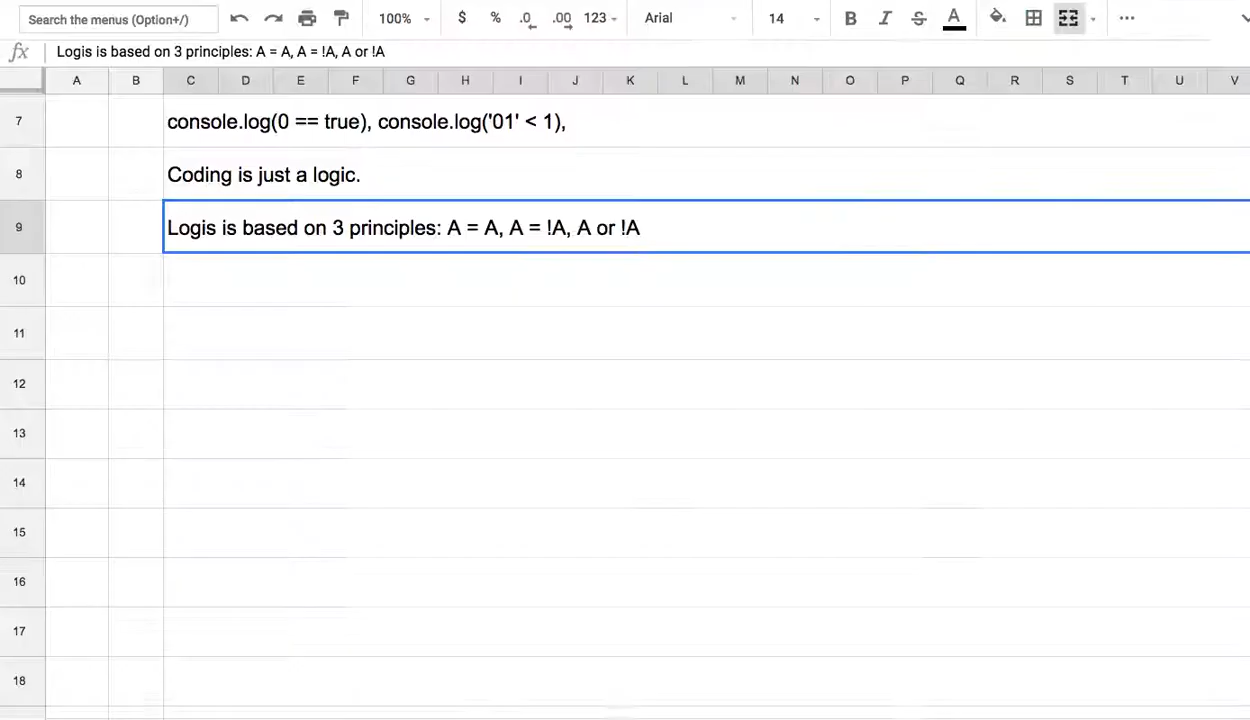 Search the menus (Option+/) 100% $ % .0 .00 123 Arial 14 B I S A ...
fx Logis is based on 3 principles: A = A, A = !A, A or !A
A B C D E F G H I J K L M N O P Q R S T U V
7 console.log(0 == true), console.log('01' < 1),
8 Coding is just a logic.
9 Logis is based on 3 principles: A = A, A = !A, A or !A
10
11
12
13
14
15
16
17
18